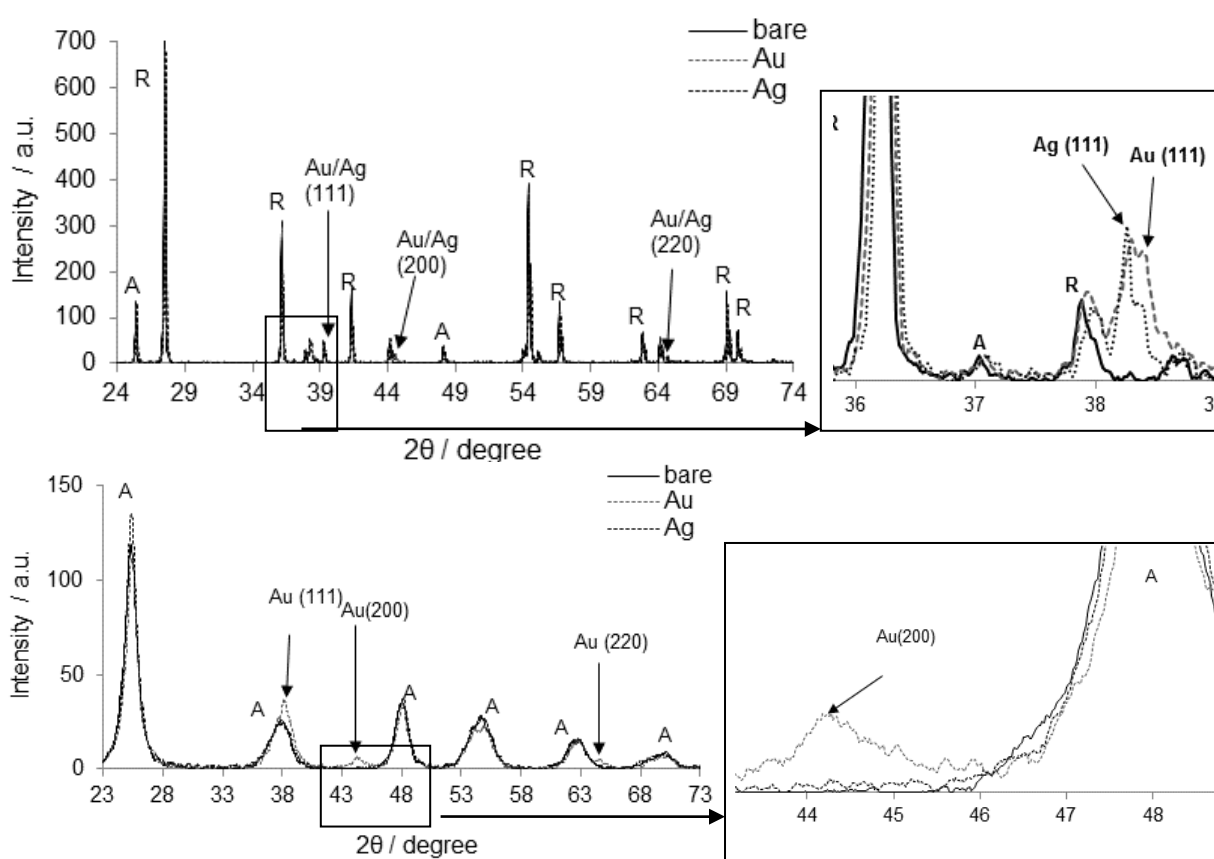 bare
Au
Ag
Intensity / a.u.
700
600
500
400
300
200
100
0
R
A
R
Au/Ag
(111)
R
Au/Ag
(200)
A
R
R
Au/Ag
(220)
R
R
R
24 29 34 39 44 49 54 59 64 69 74
2θ / degree
R
Ag (111)
Au (111)
R
A
36 37 38 3
bare
Au
Ag
Intensity / a.u.
150
100
50
0
A
Au (111)
Au(200)
Au (220)
A
A
A
A
A
23 28 33 38 43 48 53 58 63 68 73
2θ / degree
A
Au(200)
44 45 46 47 48